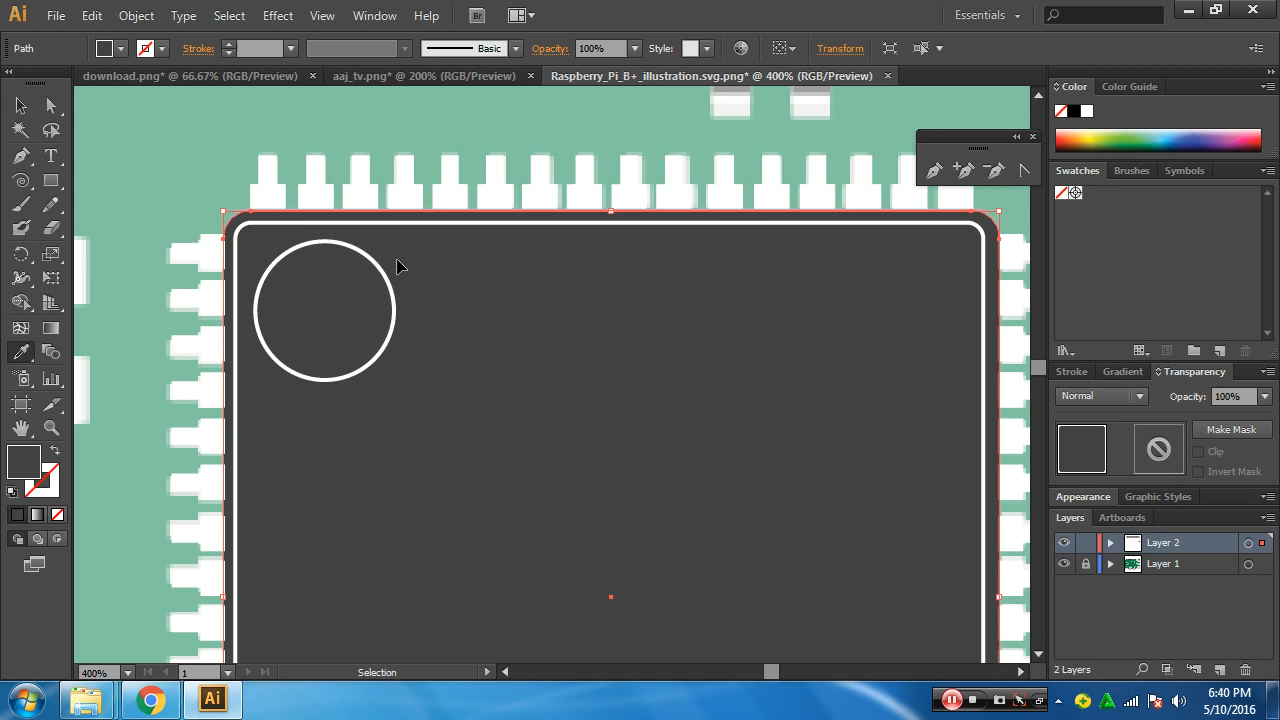 Ai File Edit Object Type Select Effect View Window Help Br Essentials
Path Stroke: Basic Opacity: 100% Style: Transform
download.png* @ 66.67% (RGB/Preview) aaj_tv.png* @ 200% (RGB/Preview) Raspberry_Pi_B+_illustration.svg.png* @ 400% (RGB/Preview)
Color Color Guide
Swatches Brushes Symbols
Stroke Gradient Transparency
Normal Opacity: 100%
Make Mask
Clip
Invert Mask
Appearance Graphic Styles
Layers Artboards
Layer 2
Layer 1
400% 1 Selection 2 Layers
Ai 6:40 PM
5/10/2016